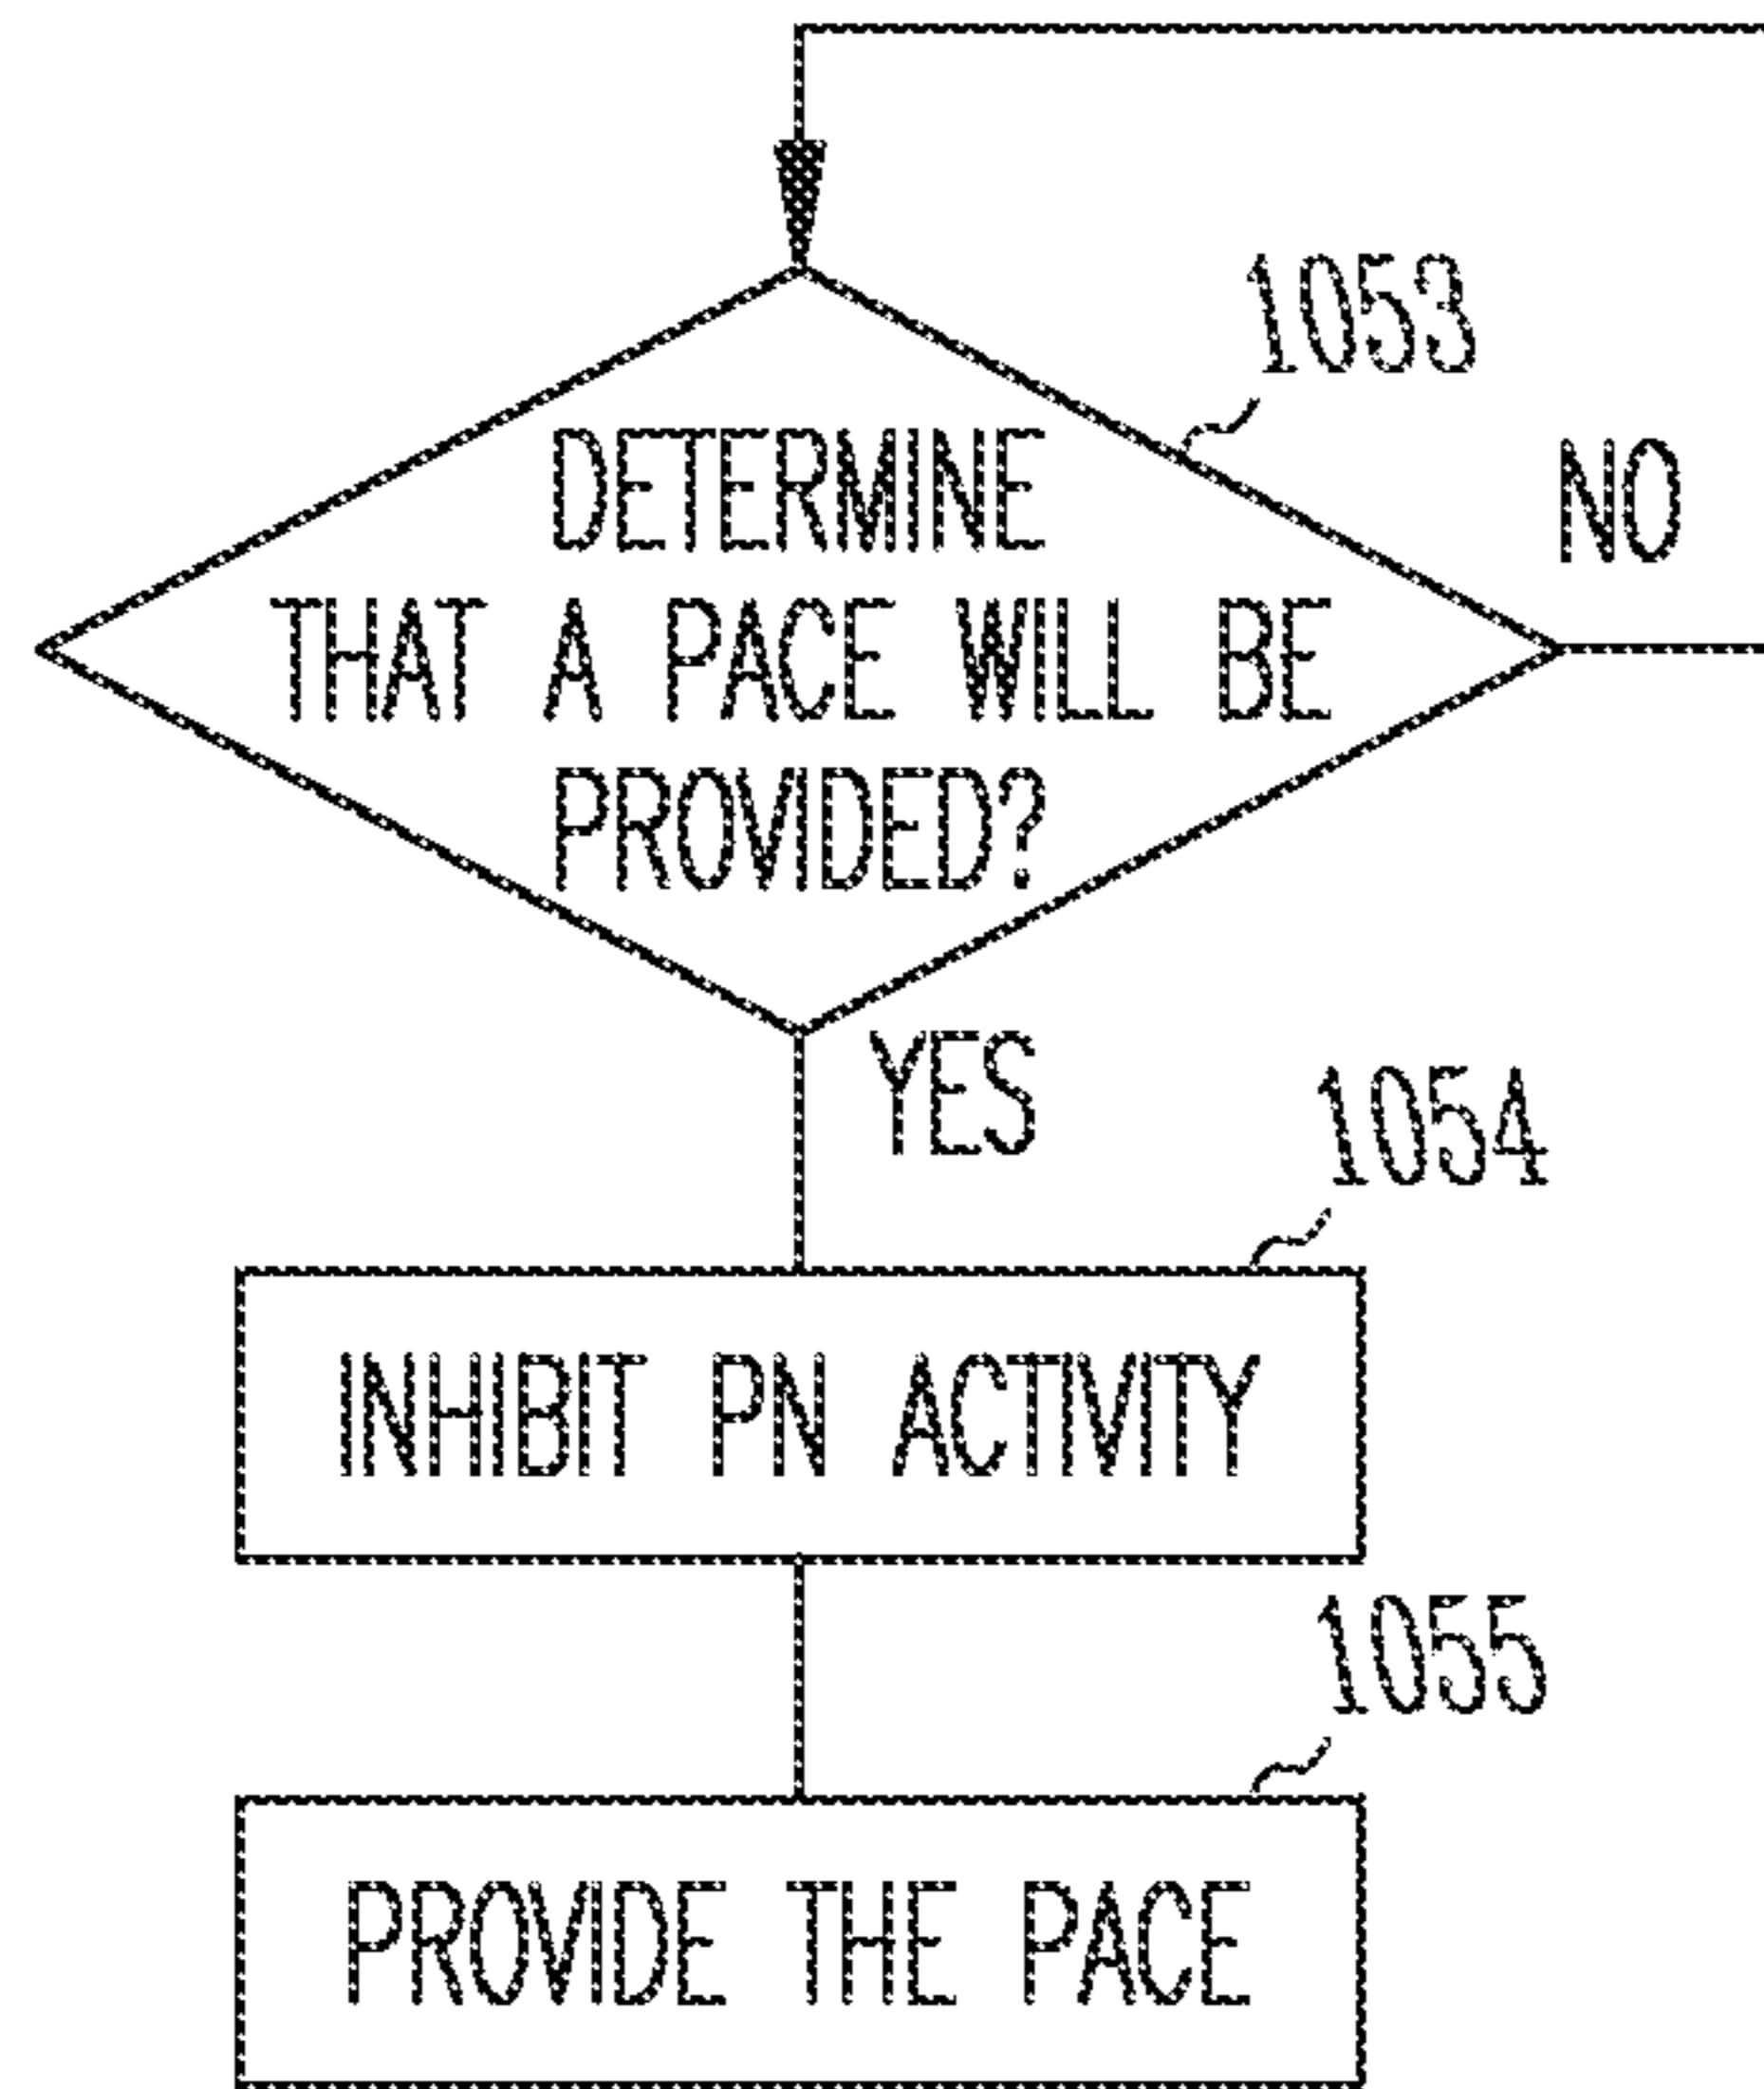 1053
DETERMINE
THAT A PACE WILL BE
PROVIDED?
NO
YES
1054
INHIBIT PN ACTIVITY
1055
PROVIDE THE PACE